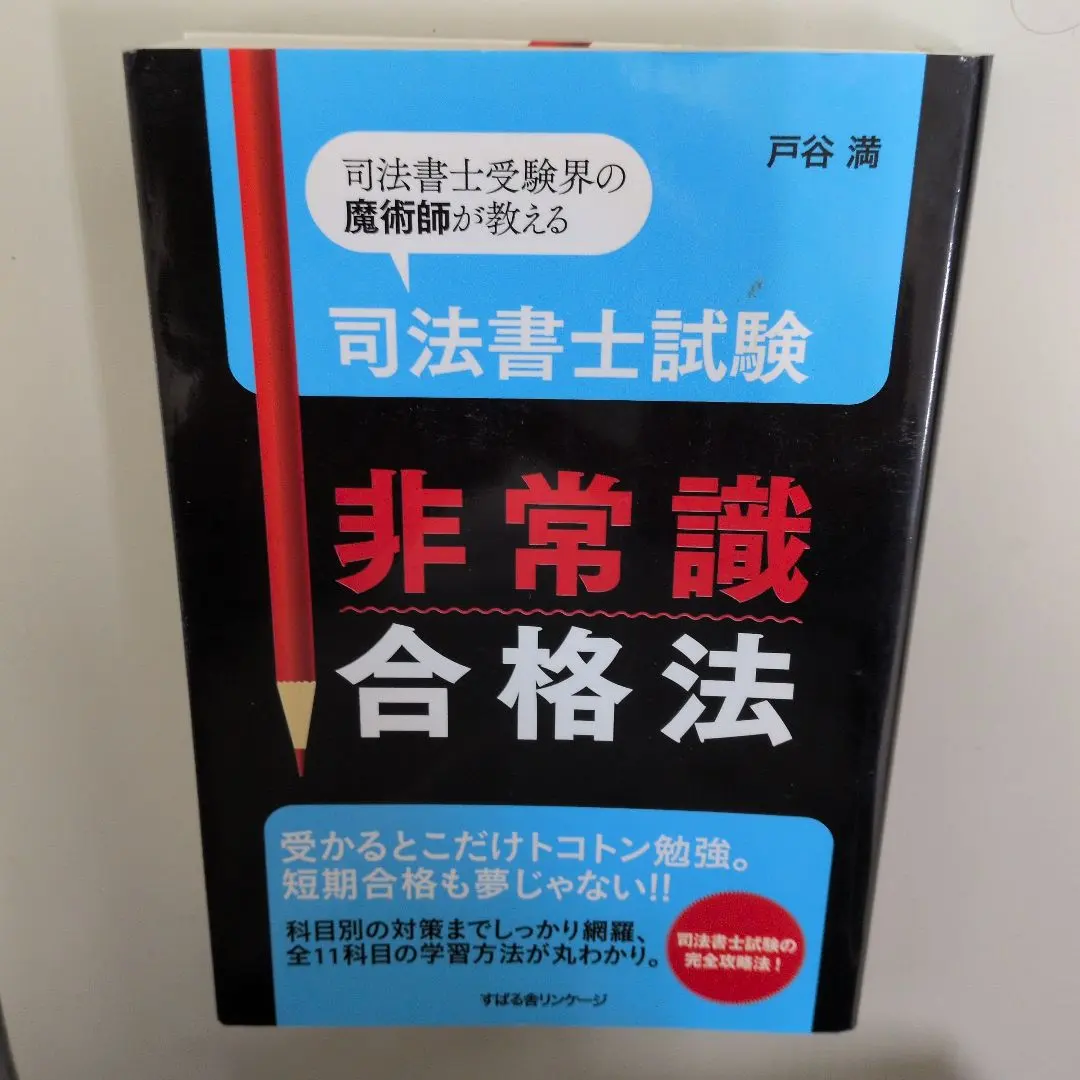 戸谷 満
司法書士受験界の
魔術師が教える
司法書士試験
非常識
合格法
受かるとこだけトコトン勉強。
短期合格も夢じゃない!!
科目別の対策までしっかり網羅、
全11科目の学習方法が丸わかり。
司法書士試験の
完全攻略法!
すばる舎リンケージ